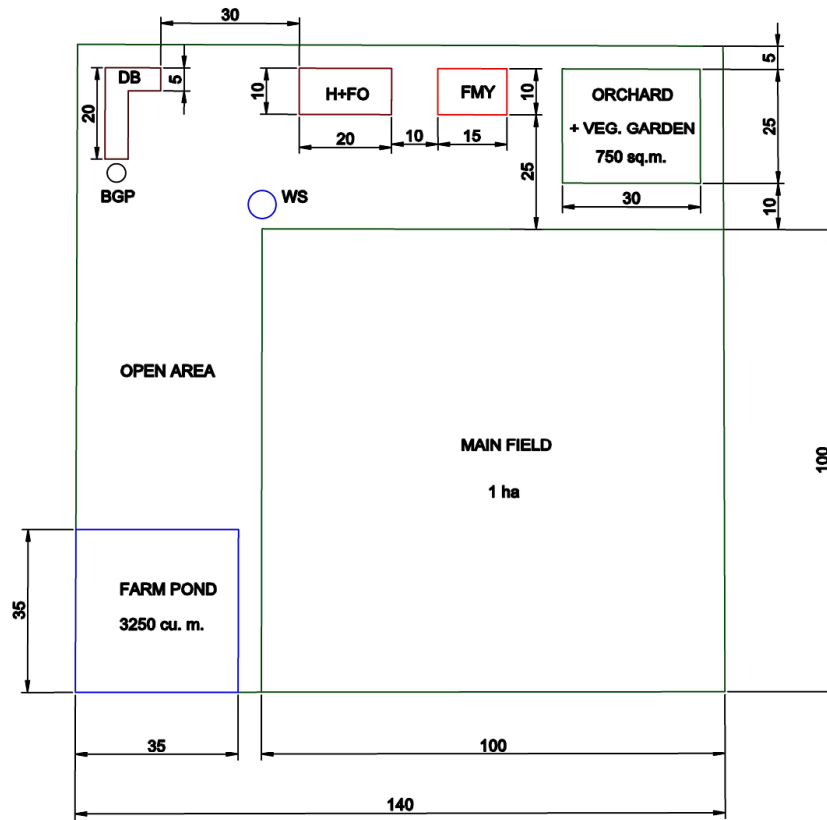 30
5
DB
5
20
10
H+FO
FMY
10
ORCHARD
+ VEG. GARDEN
750 sq.m.
25
20
10
15
25
30
10
BGP
WS
OPEN AREA
MAIN FIELD
1 ha
100
FARM POND
3250 cu. m.
35
35
100
140